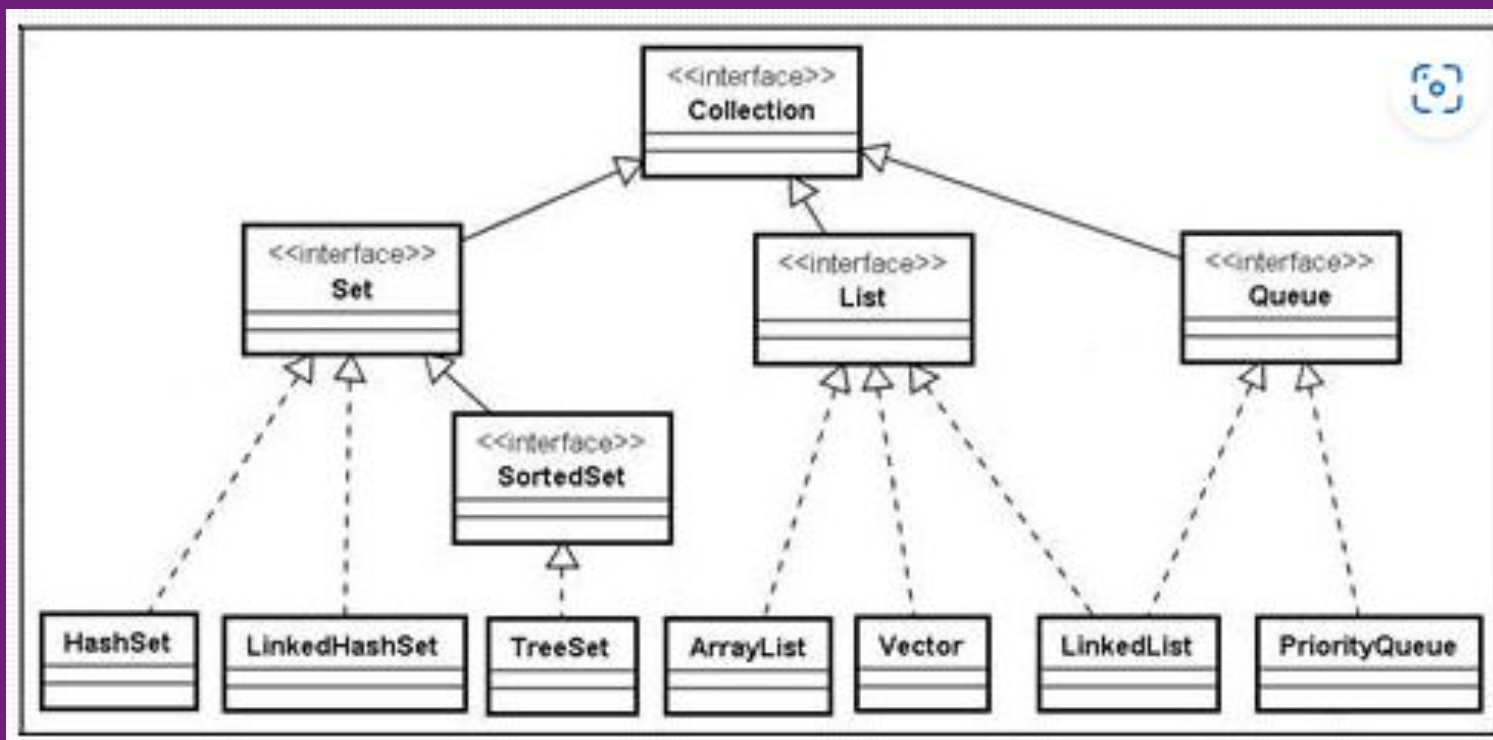 <<interface>>
Collection
<<interface>>
Set
<<interface>>
List
<<interface>>
Queue
<<interface>>
SortedSet
HashSet
LinkedHashSet
TreeSet
ArrayList
Vector
LinkedList
PriorityQueue